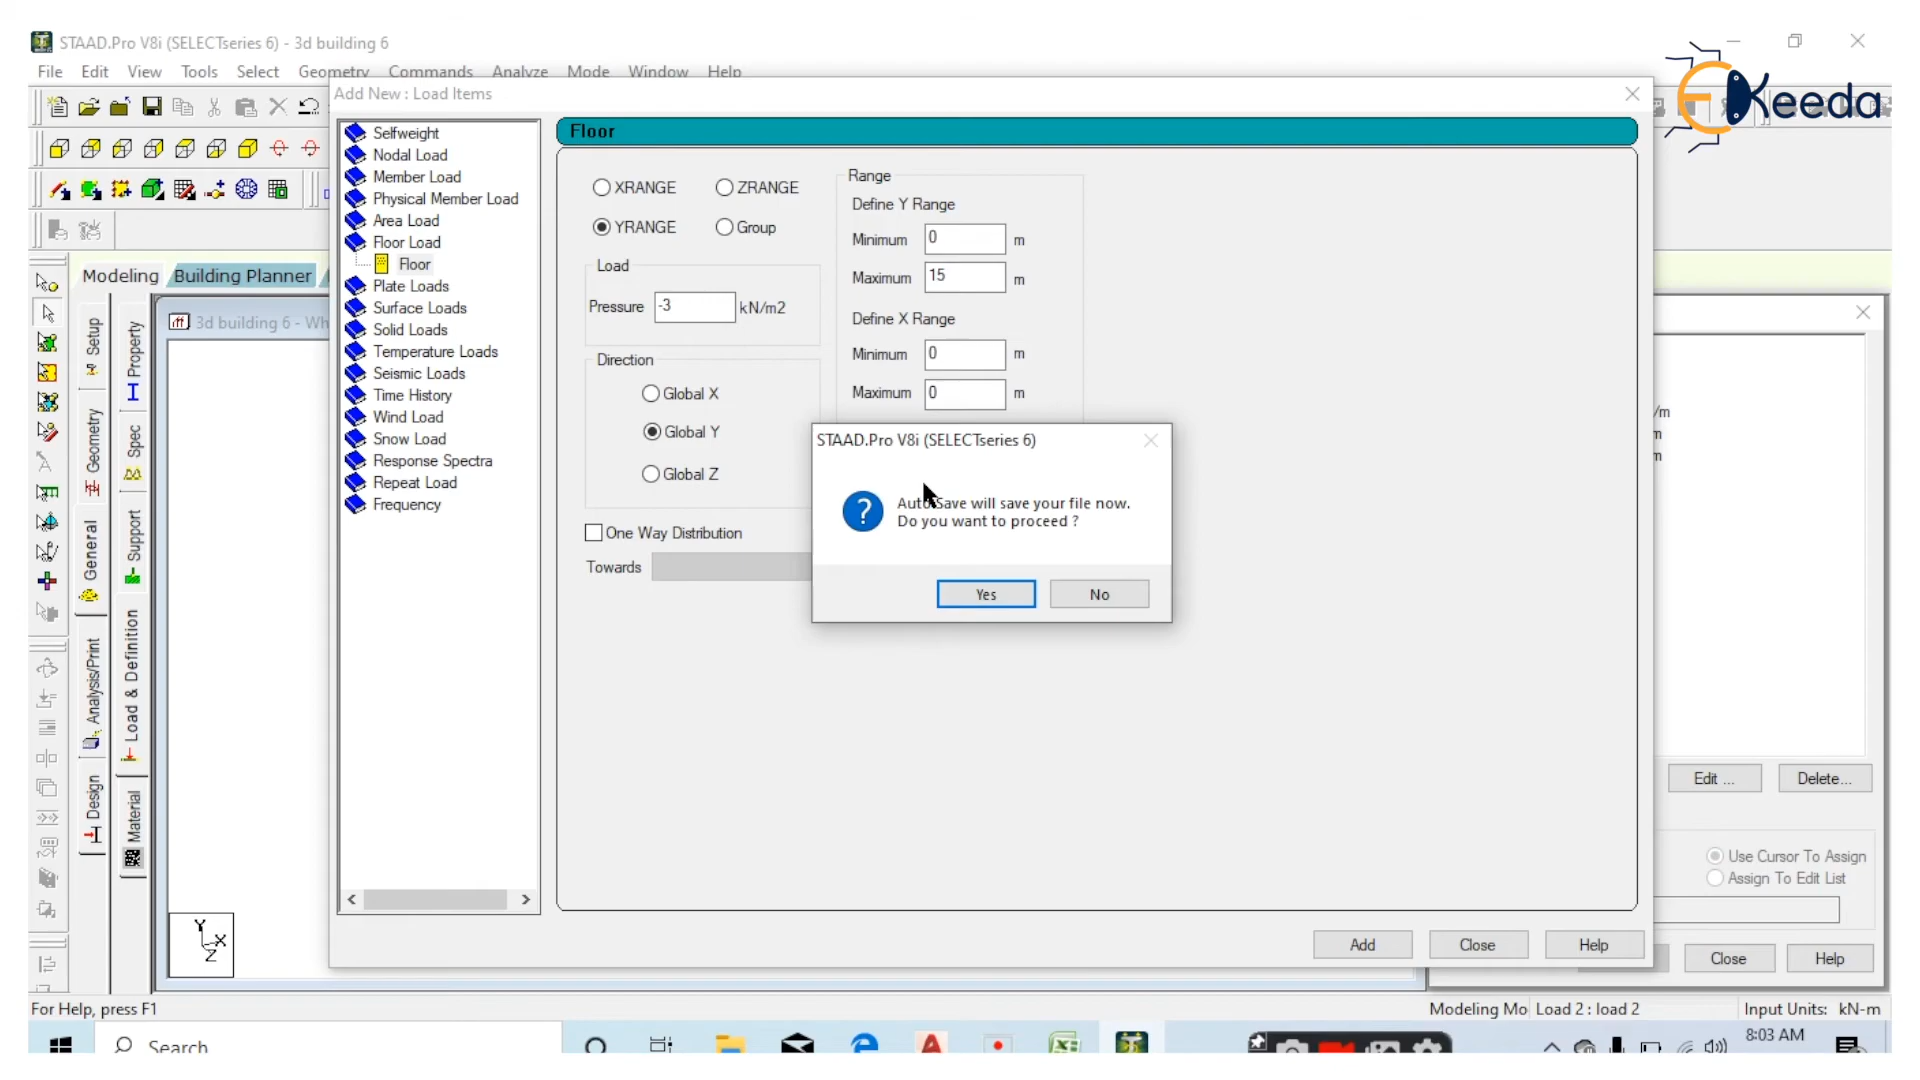 STAAD.Pro V8i (SELECTseries 6) - 3d building 6
File Edit View Tools Select Geometry Commands Analyze Mode Window Help
EKeeda
Add New : Load Items
Selfweight
Nodal Load
Member Load
Physical Member Load
Area Load
Floor Load
Floor
Plate Loads
Surface Loads
Solid Loads
Temperature Loads
Seismic Loads
Time History
Wind Load
Snow Load
Response Spectra
Repeat Load
Frequency
Floor
XRANGE ZRANGE
YRANGE Group
Load
Pressure -3 kN/m2
Direction
Global X
Global Y
Global Z
One Way Distribution
Towards
Range
Define Y Range
Minimum 0 m
Maximum 15 m
Define X Range
Minimum 0 m
Maximum 0 m
STAAD.Pro V8i (SELECTseries 6)
Auto Save will save your file now.
Do you want to proceed ?
Yes No
Add Close Help
Modeling Building Planner
3d building 6 - Wh
Setup
Geometry
General
Analysis/Print
Design
Property
Spec
Support
Load & Definition
Material
Y
X
Z
/m
m
m
Edit ... Delete...
Use Cursor To Assign
Assign To Edit List
Close Help
For Help, press F1
Modeling Mo Load 2 : load 2 Input Units: kN-m
Search
8:03 AM